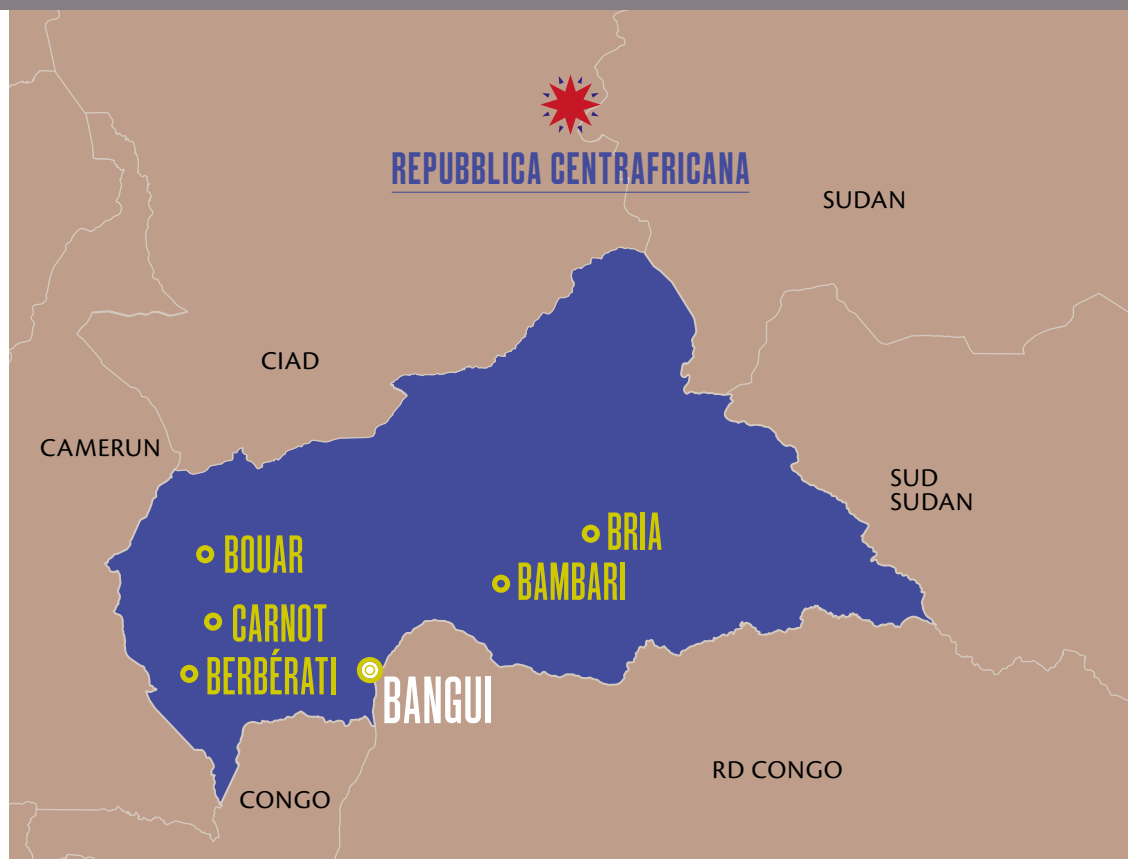 REPUBBLICA CENTRAFRICANA
SUDAN
CIAD
CAMERUN
SUD
SUDAN
BRIA
BOUAR
BAMBARI
CARNOT
BERBÉRATI
BANGUI
RD CONGO
CONGO